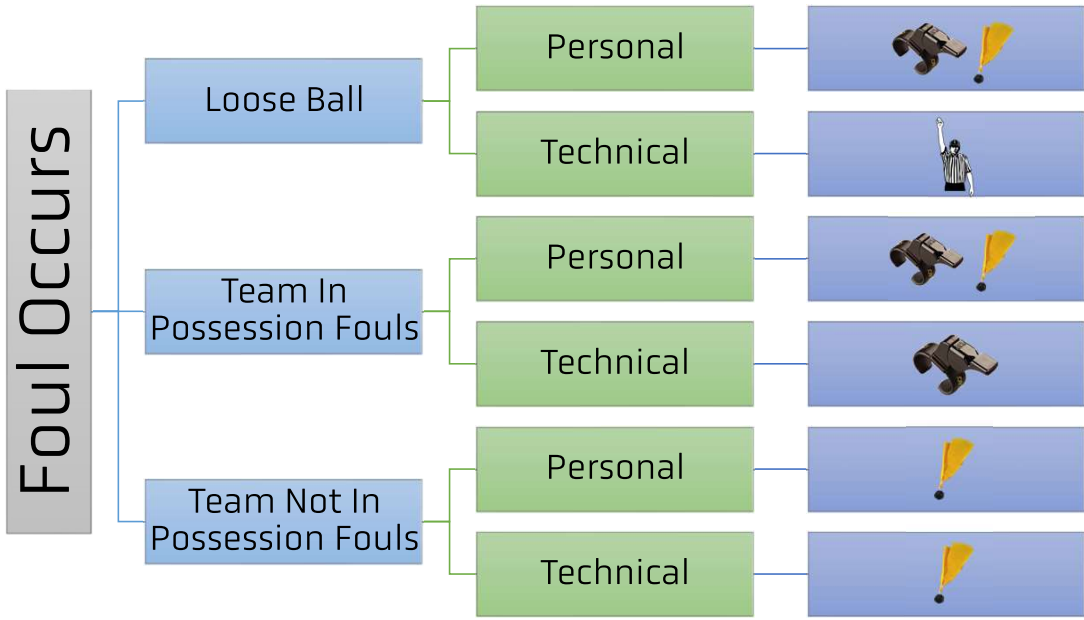 Foul Occurs
Loose Ball
Personal
Technical
Team In
Possession Fouls
Personal
Technical
Team Not In
Possession Fouls
Personal
Technical